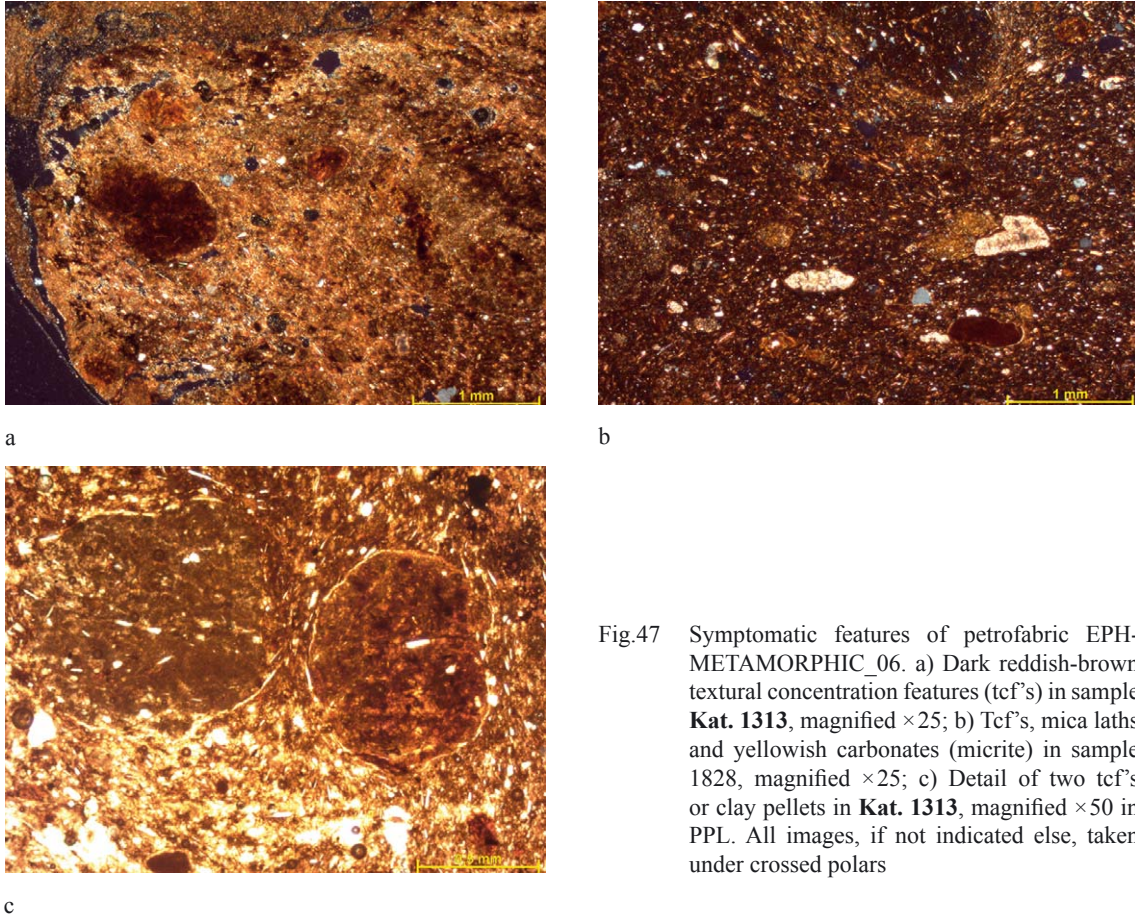 1 mm
1 mm
a
b
0.5 mm
c
Fig.47 Symptomatic features of petrofabric EPH-
METAMORPHIC_06. a) Dark reddish-brown
textural concentration features (tcf’s) in sample
Kat. 1313, magnified ×25; b) Tcf’s, mica laths
and yellowish carbonates (micrite) in sample
1828, magnified ×25; c) Detail of two tcf’s
or clay pellets in Kat. 1313, magnified ×50 in
PPL. All images, if not indicated else, taken
under crossed polars